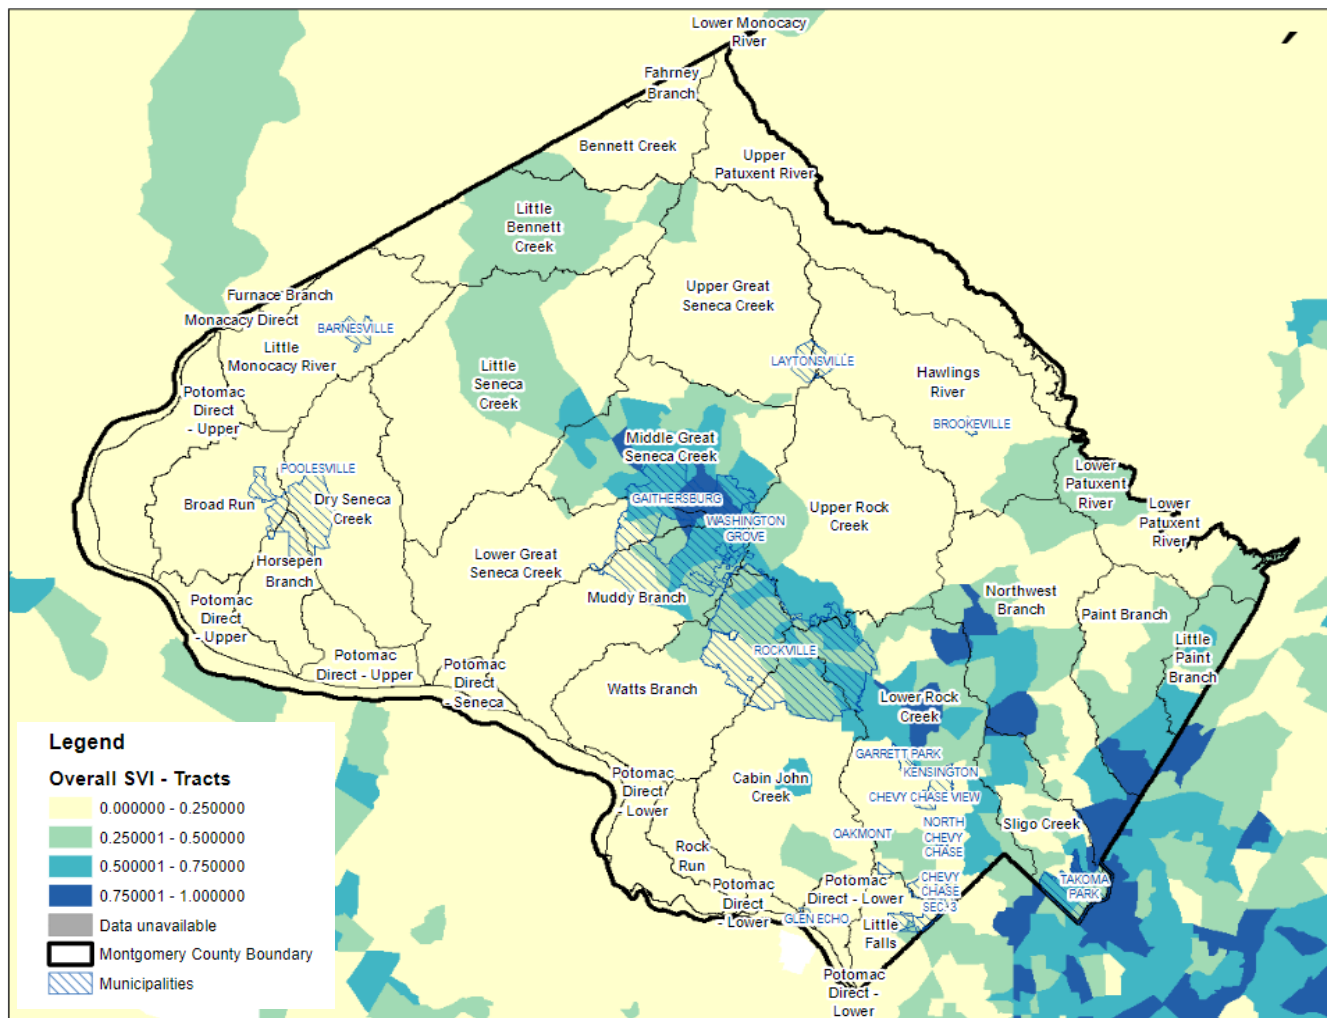 Lower Monocacy
River
Fahrney
Branch
Bennett Creek
Upper
Patuxent River
Little
Bennett
Creek
Upper Great
Seneca Creek
Furnace Branch
Monacacy Direct
BARNESVILLE
Little
Monocacy River
LAYTONSVILLE
Hawlings
River
Little
Seneca
Creek
Potomac
Direct
- Upper
BROOKEVILLE
Middle Great
Seneca Creek
POOLESVILLE
Broad Run
Dry Seneca
Creek
GAITHERSBURG
WASHINGTON
GROVE
Upper Rock
Creek
Lower
Patuxent
River
Lower
Patuxent
River
Horsepen
Branch
Lower Great
Seneca Creek
Muddy Branch
Northwest
Branch
Paint Branch
Potomac
Direct
- Upper
Little
Paint
Branch
ROCKVILLE
Potomac
Direct - Upper
Potomac
Direct
- Seneca
Watts Branch
Lower Rock
Creek
GARRETT PARK
KENSINGTON
Potomac
Direct
- Lower
Cabin John
Creek
CHEVY CHASE VIEW
OAKMONT
NORTH
CHEVY
CHASE
Sligo Creek
Rock
Run
Potomac
Direct
- Lower
Potomac
Direct - Lower
CHEVY
CHASE
SEC. 3
TAKOMA
PARK
GLEN ECHO
Little
Falls
Potomac
Direct -
Lower
Legend
Overall SVI - Tracts
0.000000 - 0.250000
0.250001 - 0.500000
0.500001 - 0.750000
0.750001 - 1.000000
Data unavailable
Montgomery County Boundary
Municipalities